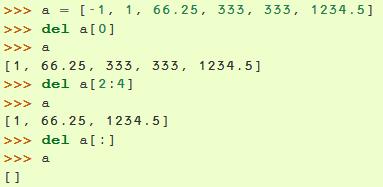 >>> a = [-1, 1, 66.25, 333, 333, 1234.5]
>>> del a[0]
>>> a
[1, 66.25, 333, 333, 1234.5]
>>> del a[2:4]
>>> a
[1, 66.25, 1234.5]
>>> del a[:]
>>> a
[]